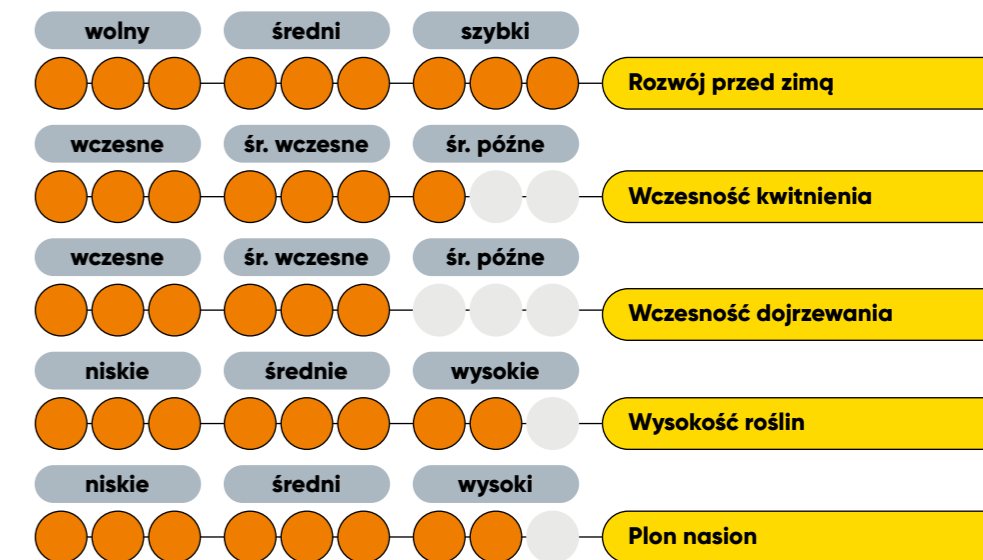 wolny średni szybki
Rozwój przed zimą
wczesne śr. wczesne śr. późne
Wczesność kwitnienia
wczesne śr. wczesne śr. późne
Wczesność dojrzewania
niskie średnie wysokie
Wysokość roślin
niskie średni wysoki
Plon nasion